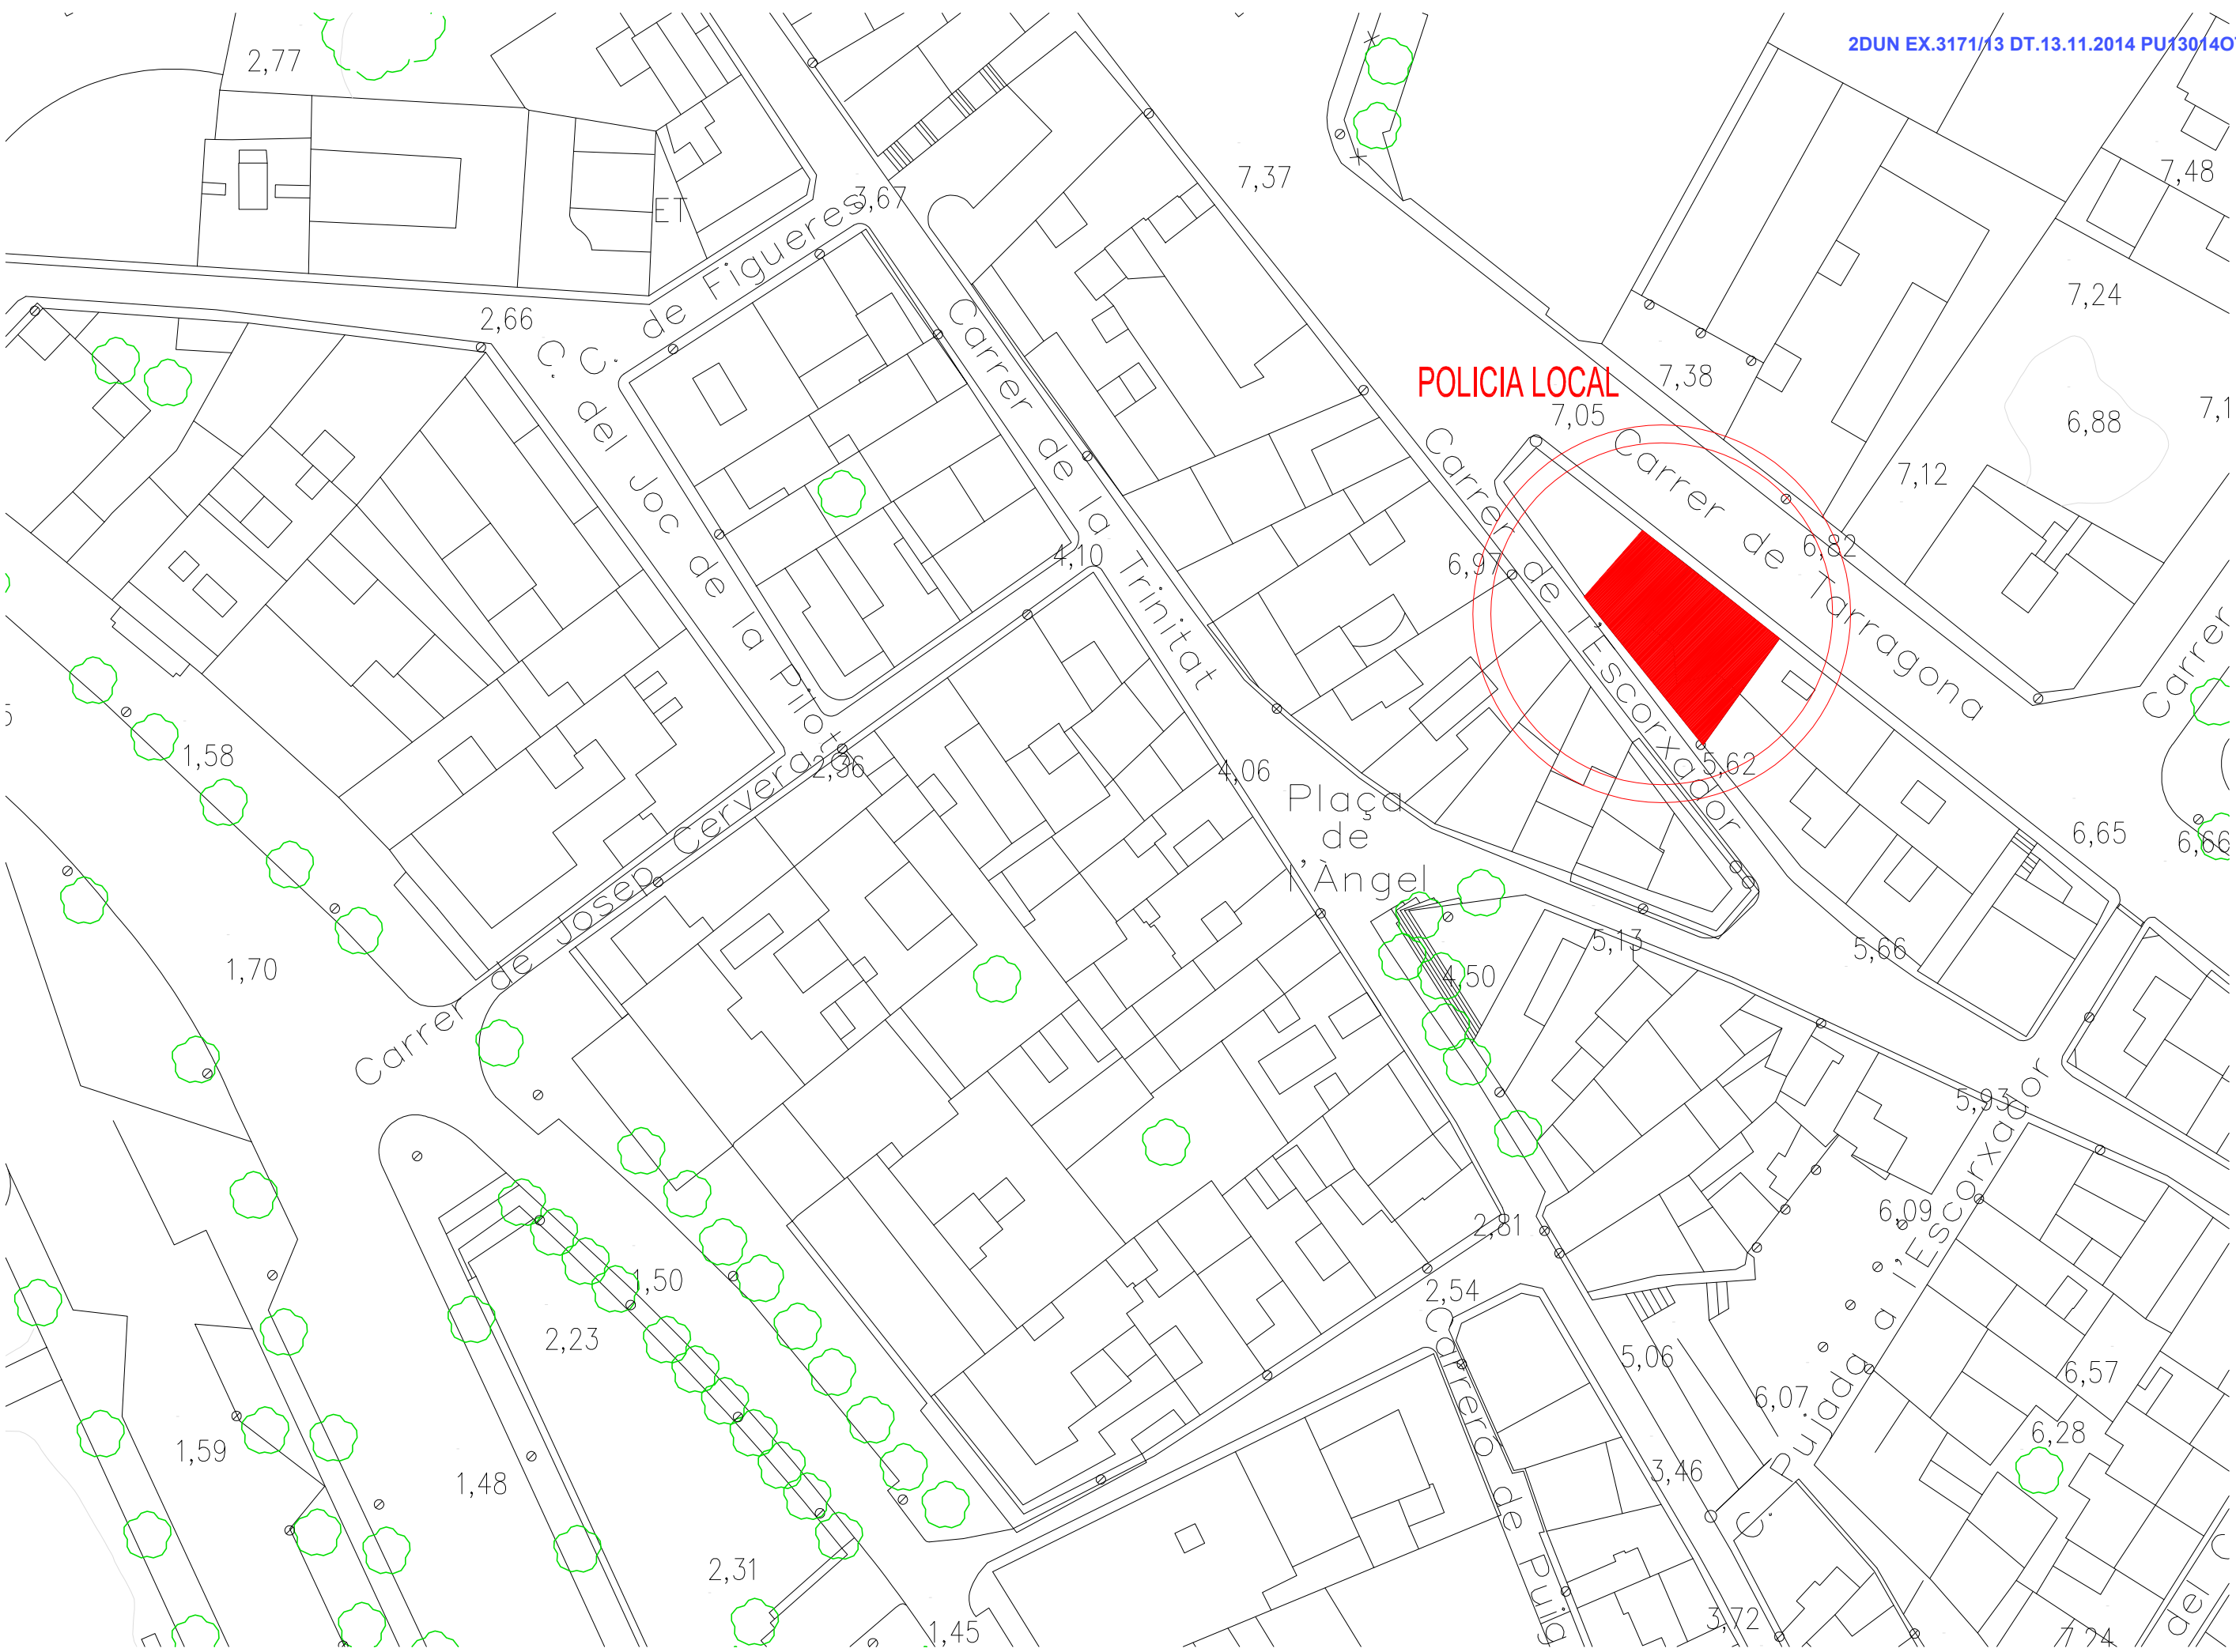 2DUN EX.3171/13 DT.13.11.2014 PU13014O
2,77
7,37
7,48
3,67
ET
C. de Figueres
7,24
2,66
C. del Joc de la Pilota
Carrer de la Trinitat
POLICIA LOCAL
7,38
7,05
6,88
7,1
7,12
Carrer de Tarragona
Carrer de l'Escorxador
6,82
4,10
6,97
Carrer
1,58
2,36
4,06
5,62
Plaça
de
l'Àngel
6,65
6,66
Carrer de Josep Cervera
5,13
5,66
1,70
4,50
5,93
6,09
2,81
1,50
2,54
2,23
5,06
6,57
6,07
6,28
C. Pujada a l'Escorxador
Carreró de Puig
1,59
1,48
3,46
2,31
1,45
3,72
7,24
del